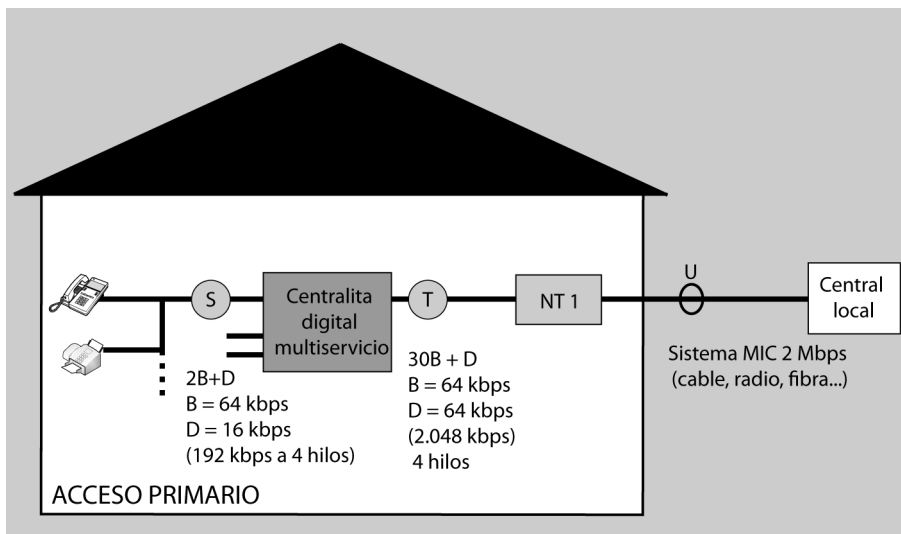 S
Centralita
digital
multiservicio
T
NT 1
U
Central
local
2B+D
B = 64 kbps
D = 16 kbps
(192 kbps a 4 hilos)
30B + D
B = 64 kbps
D = 64 kbps
(2.048 kbps)
4 hilos
Sistema MIC 2 Mbps
(cable, radio, fibra...)
ACCESO PRIMARIO